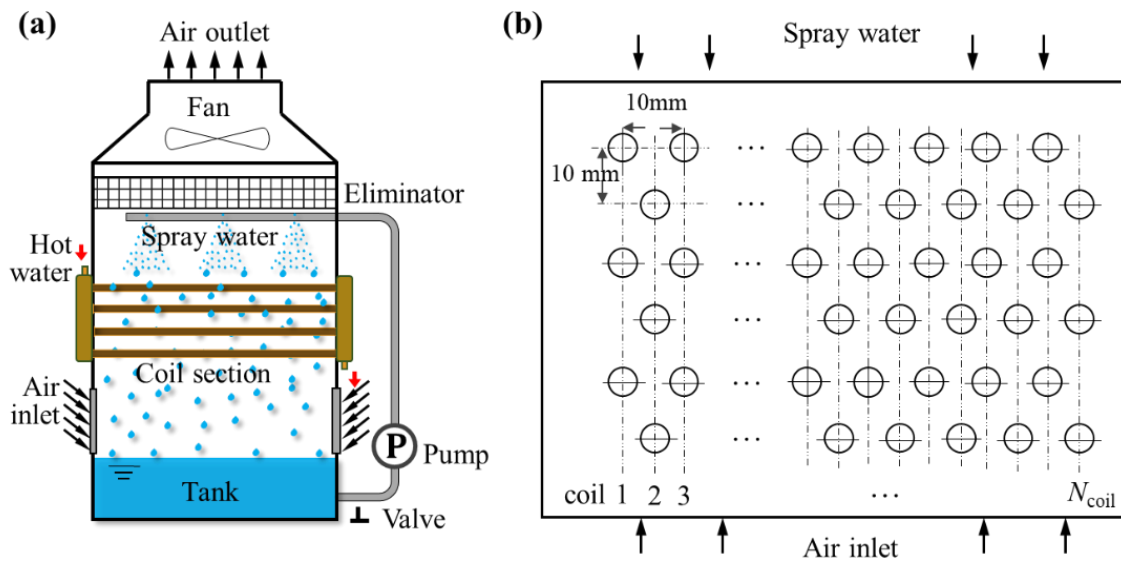 (a)
Air outlet
Fan
Eliminator
Spray water
Hot
water
Coil section
Air
inlet
P
Pump
Tank
Valve
(b)
Spray water
10mm
...
10 mm
...
...
...
...
...
coil 1 2 3
...
Ncoil
Air inlet